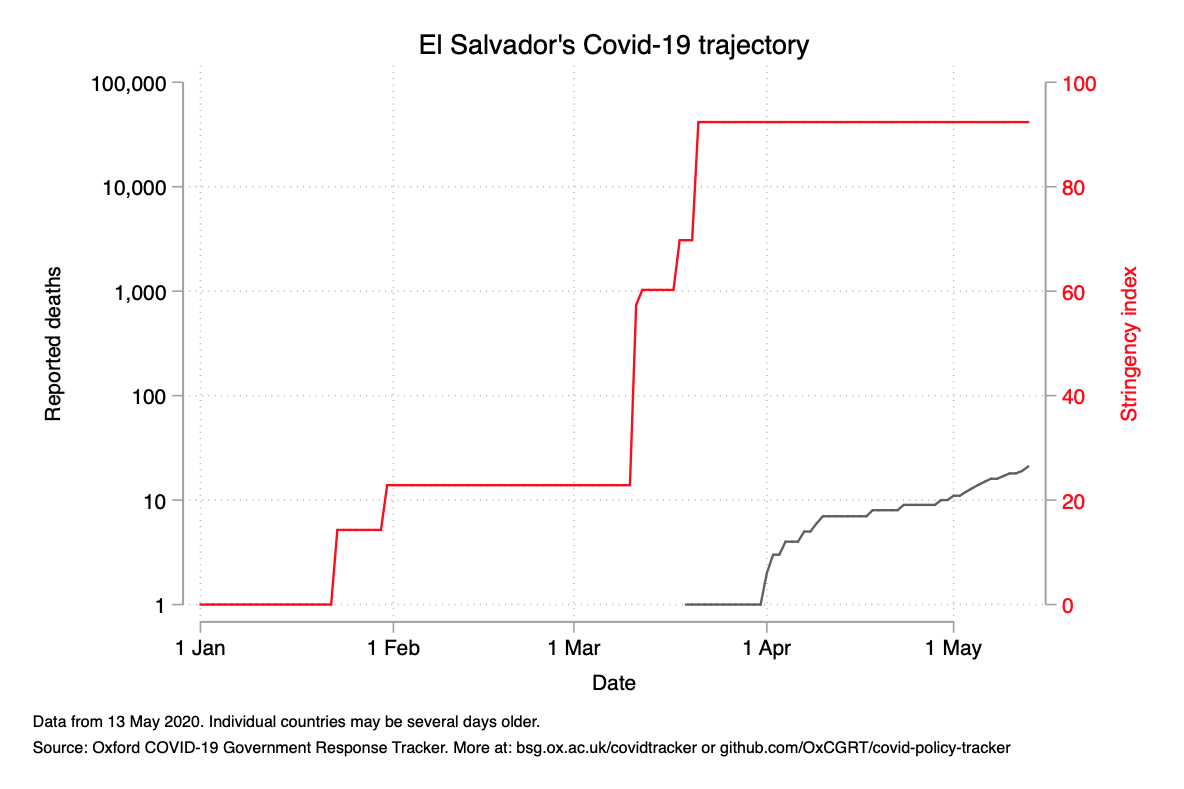 El Salvador's Covid-19 trajectory
100,000
10,000
1,000
100
10
1
Reported deaths
100
80
60
40
20
0
Stringency index
1 Jan 1 Feb 1 Mar 1 Apr 1 May
Date
Data from 13 May 2020. Individual countries may be several days older.
Source: Oxford COVID-19 Government Response Tracker. More at: bsg.ox.ac.uk/covidtracker or github.com/OxCGRT/covid-policy-tracker